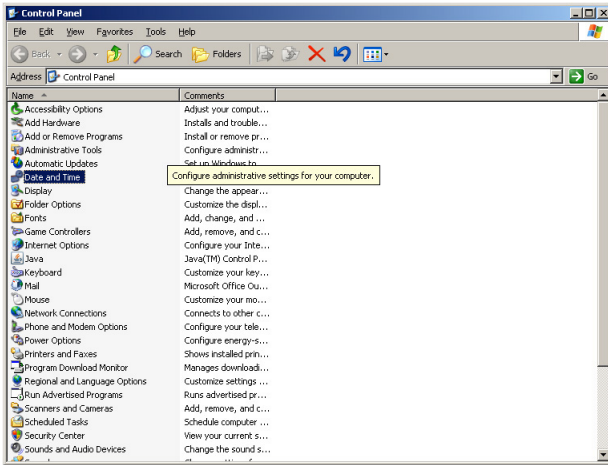 Control Panel
File Edit View Favorites Tools Help
Back Search Folders
Address Control Panel Go
Name Comments
Accessibility Options Adjust your comput...
Add Hardware Installs and trouble...
Add or Remove Programs Install or remove pr...
Administrative Tools Configure administr...
Automatic Updates Set up Windows to
Date and Time Configure administrative settings for your computer.
Display Change the appear...
Folder Options Customize the displ...
Fonts Add, change, and ...
Game Controllers Add, remove, and c...
Internet Options Configure your Inte...
Java Java(TM) Control P...
Keyboard Customize your key...
Mail Microsoft Office Ou...
Mouse Customize your mo...
Network Connections Connects to other c...
Phone and Modem Options Configure your tele...
Power Options Configure energy-s...
Printers and Faxes Shows installed prin...
Program Download Monitor Manages downloadi...
Regional and Language Options Customize settings ...
Run Advertised Programs Runs advertised pr...
Scanners and Cameras Add, remove, and c...
Scheduled Tasks Schedule computer ...
Security Center View your current s...
Sounds and Audio Devices Change the sound s...